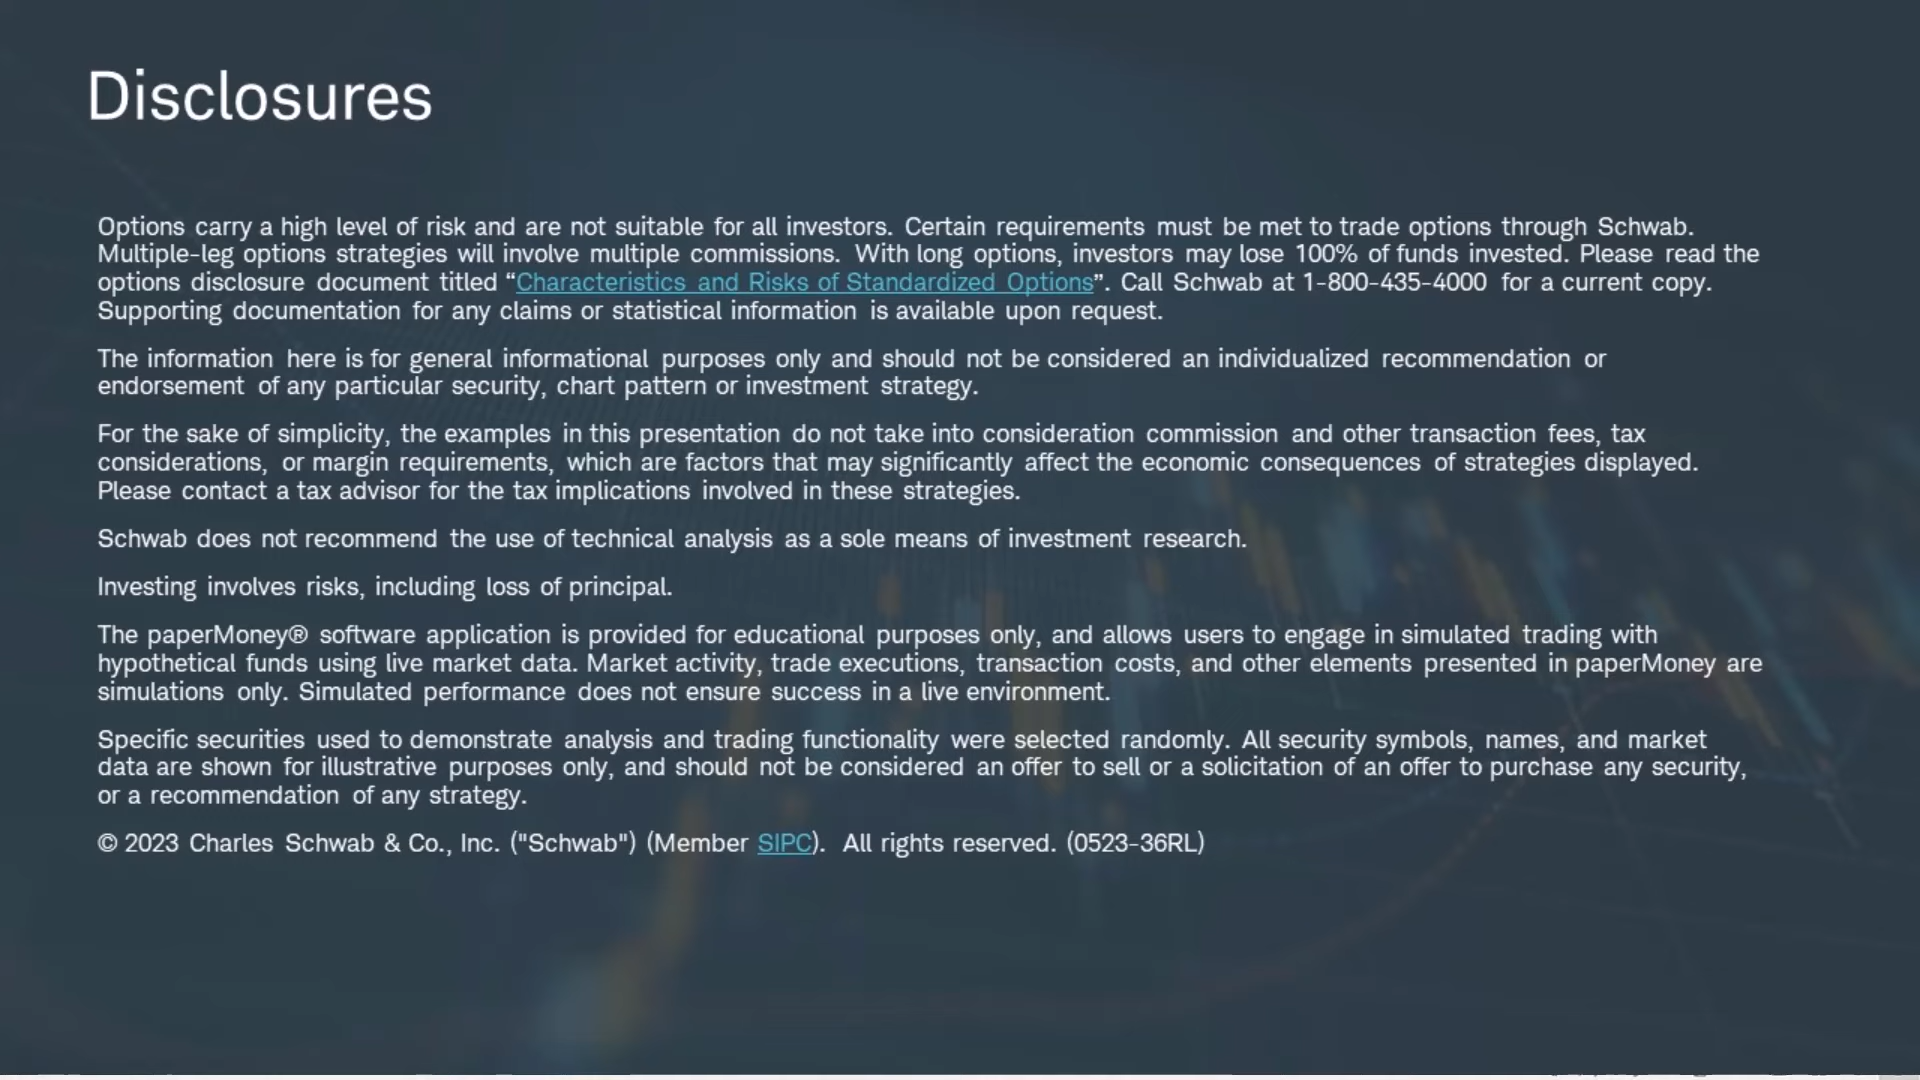 Disclosures
Options carry a high level of risk and are not suitable for all investors. Certain requirements must be met to trade options through Schwab.
Multiple-leg options strategies will involve multiple commissions. With long options, investors may lose 100% of funds invested. Please read the
options disclosure document titled “Characteristics and Risks of Standardized Options”. Call Schwab at 1-800-435-4000 for a current copy.
Supporting documentation for any claims or statistical information is available upon request.
The information here is for general informational purposes only and should not be considered an individualized recommendation or
endorsement of any particular security, chart pattern or investment strategy.
For the sake of simplicity, the examples in this presentation do not take into consideration commission and other transaction fees, tax
considerations, or margin requirements, which are factors that may significantly affect the economic consequences of strategies displayed.
Please contact a tax advisor for the tax implications involved in these strategies.
Schwab does not recommend the use of technical analysis as a sole means of investment research.
Investing involves risks, including loss of principal.
The paperMoney® software application is provided for educational purposes only, and allows users to engage in simulated trading with
hypothetical funds using live market data. Market activity, trade executions, transaction costs, and other elements presented in paperMoney are
simulations only. Simulated performance does not ensure success in a live environment.
Specific securities used to demonstrate analysis and trading functionality were selected randomly. All security symbols, names, and market
data are shown for illustrative purposes only, and should not be considered an offer to sell or a solicitation of an offer to purchase any security,
or a recommendation of any strategy.
© 2023 Charles Schwab & Co., Inc. ("Schwab") (Member SIPC).  All rights reserved. (0523-36RL)